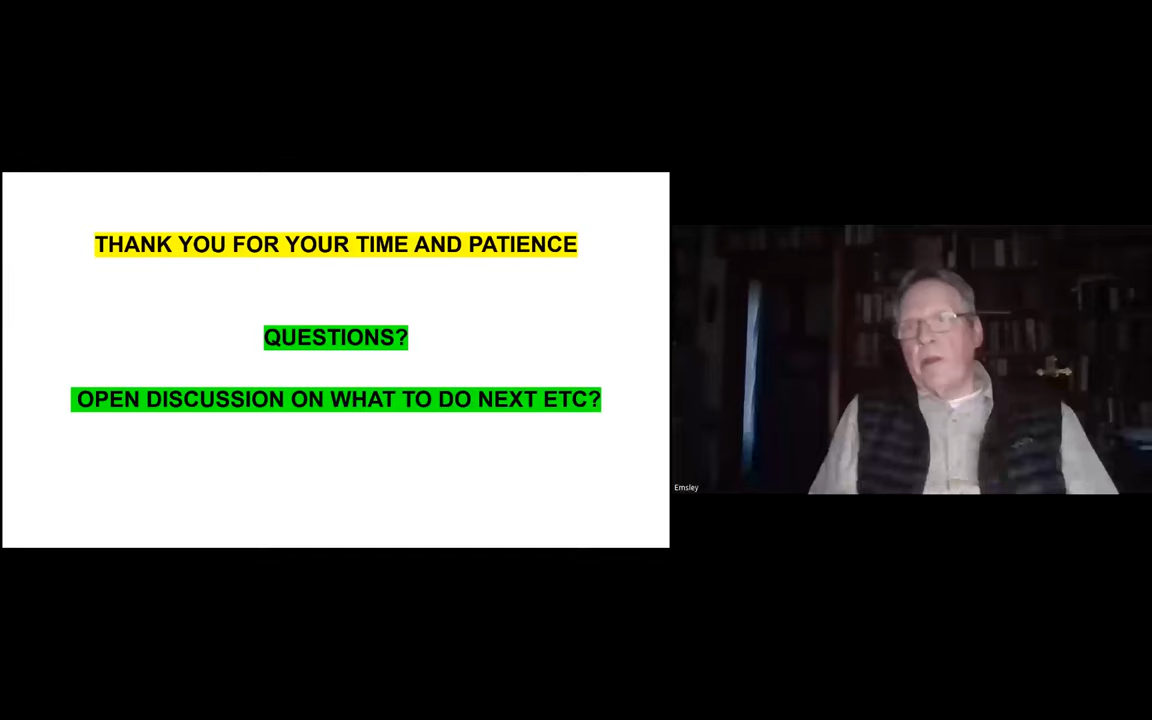 THANK YOU FOR YOUR TIME AND PATIENCE
QUESTIONS?
OPEN DISCUSSION ON WHAT TO DO NEXT ETC?
Emsley